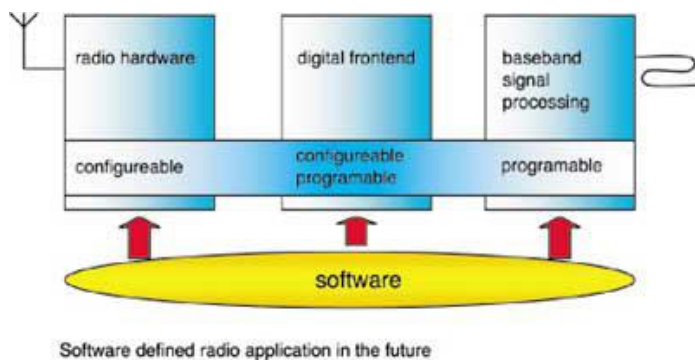 radio hardware
digital frontend
baseband
signal
processing
configureable
configureable
programable
programable
software
Software defined radio application in the future